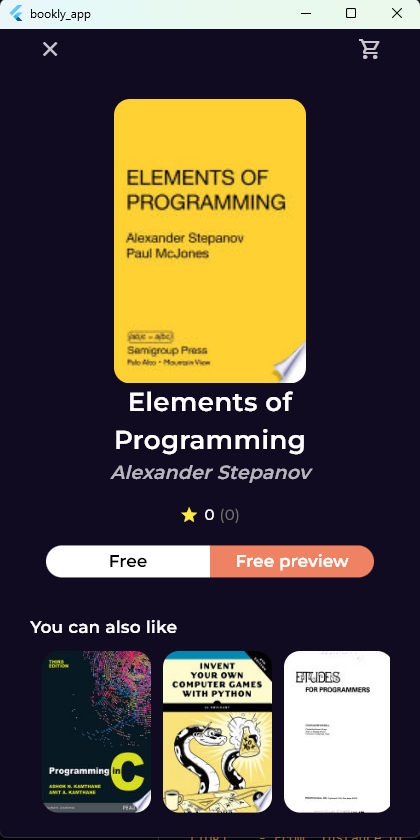 bookly_app
ELEMENTS OF
PROGRAMMING
Alexander Stepanov
Paul McJones
(ab)c = a(bc)
Semigroup Press
Palo Alto • Mountain View
Elements of
Programming
Alexander Stepanov
0 (0)
Free
Free preview
You can also like
THIRD
EDITION
Programming in C
ASHOK N. KAMTHANE
AMIT A. KAMTHANE
INVENT
YOUR OWN
COMPUTER GAMES
WITH PYTHON
AL SWEIGART
ETUDES
FOR PROGRAMMERS